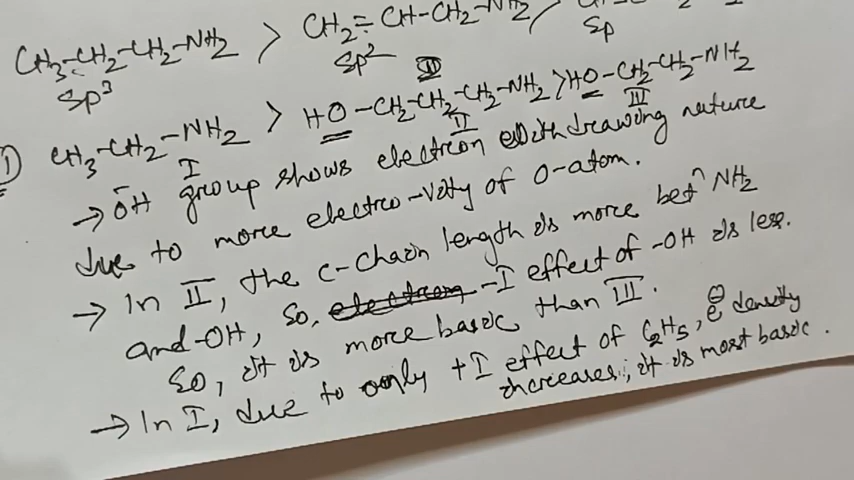 CH3-CH2-CH2-NH2 > CH2=CH-CH2-NH2 >
Sp3 Sp2 Sp
II
1) CH3-CH2-NH2 > HO-CH2-CH2-CH2-NH2 > HO-CH2-CH2-NH2
I II III
→ OH group shows electron withdrawing nature
due to more electro-vity of O-atom.
→ In II, the C-chain length is more betn NH2
and -OH, so, -I effect of -OH is less.
So, it is more basic than III.
→ In I, due to only +I effect of C2H5, e⊖ density
increases; it is most basic.